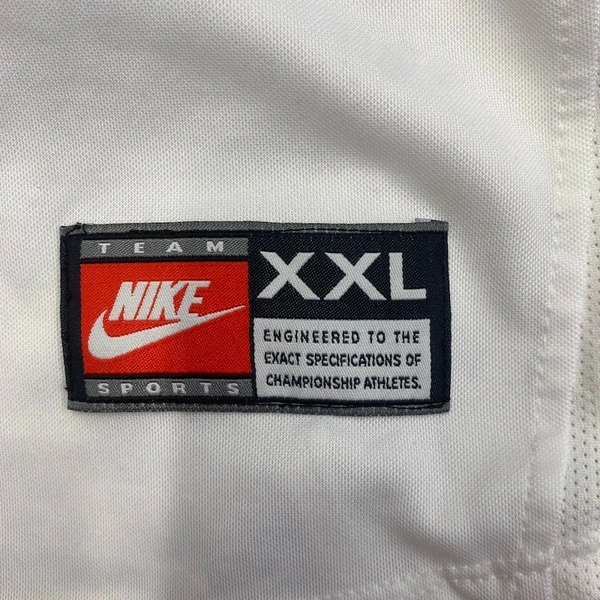 TEAM
NIKE
SPORTS
XXL
ENGINEERED TO THE
EXACT SPECIFICATIONS OF
CHAMPIONSHIP ATHLETES.